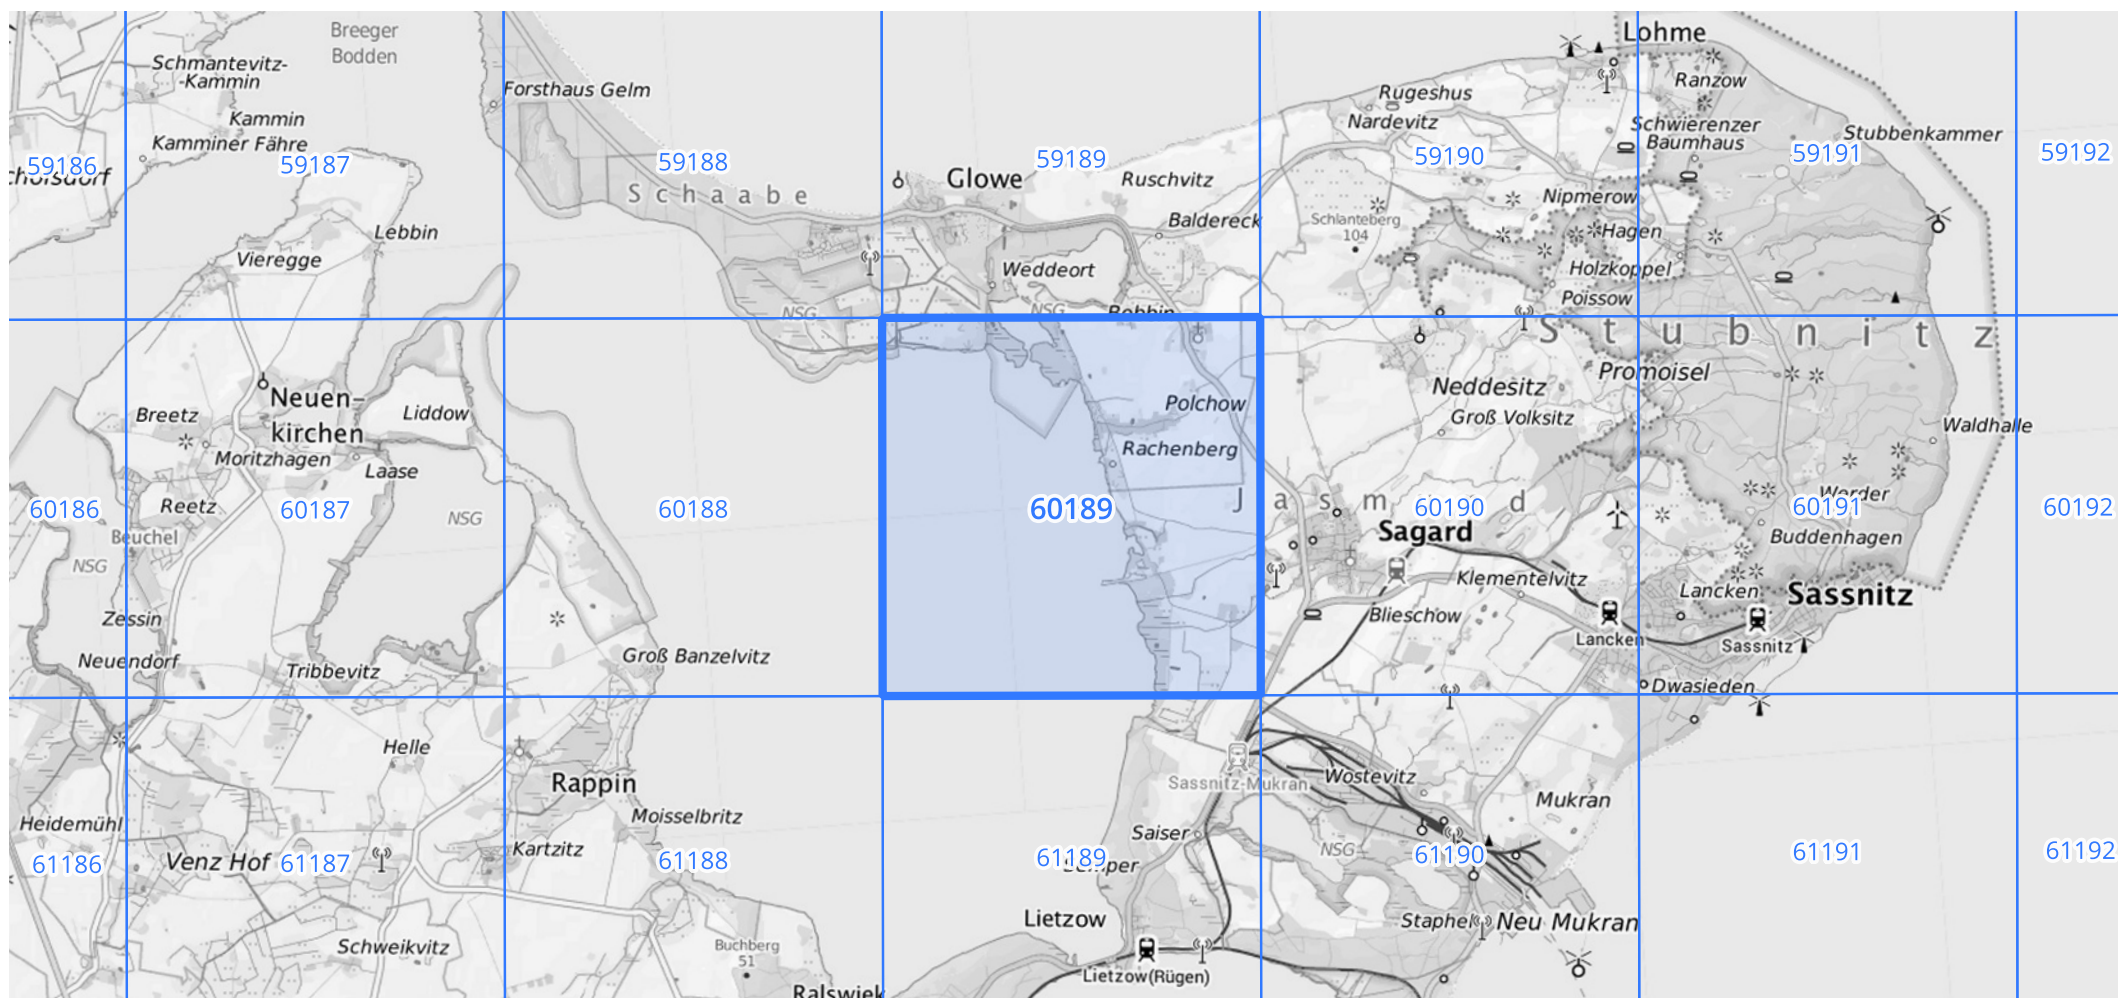 Breeger
Bodden
Lohme
Schmantevitz-
-Kammin
Forsthaus Gelm
Ranzow
Rugeshus
Kammin
Nardevitz
Schwierenzer
Baumhaus
Stubbenkammer
Kamminer Fähre
59186
59187
59188
59189
59190
59191
59192
Glowe
Ruschvitz
Schaabe
Nipmerow
Baldereck
Schlanteberg
104
Lebbin
Hagen
Vieregge
Weddeort
Holzkoppel
Poissow
NSG
NSG
Bobbin
Stubnitz
Promoisel
Neddesitz
Neuen-
kirchen
Breetz
Liddow
Polchow
Groß Volksitz
Waldhalle
Rachenberg
Moritzhagen
Laase
Werder
Jasmund
60186
Reetz
60187
60188
60189
60190
60191
60192
NSG
Beuchel
Sagard
Buddenhagen
NSG
Klementelvitz
Lancken
Sassnitz
Zessin
Blieschow
Lancken
Sassnitz
Neuendorf
Tribbevitz
Groß Banzelvitz
Dwasieden
Helle
Rappin
Sassnitz-Mukran
Wostevitz
Mukran
Moisselbritz
Heidemühl
Saiser
Kartzitz
NSG
61186
Venz Hof
61187
61188
61189
61190
61191
61192
Semper
Lietzow
Staphel
Neu Mukran
Schweikvitz
Buchberg
51
Lietzow(Rügen)
Ralswiek